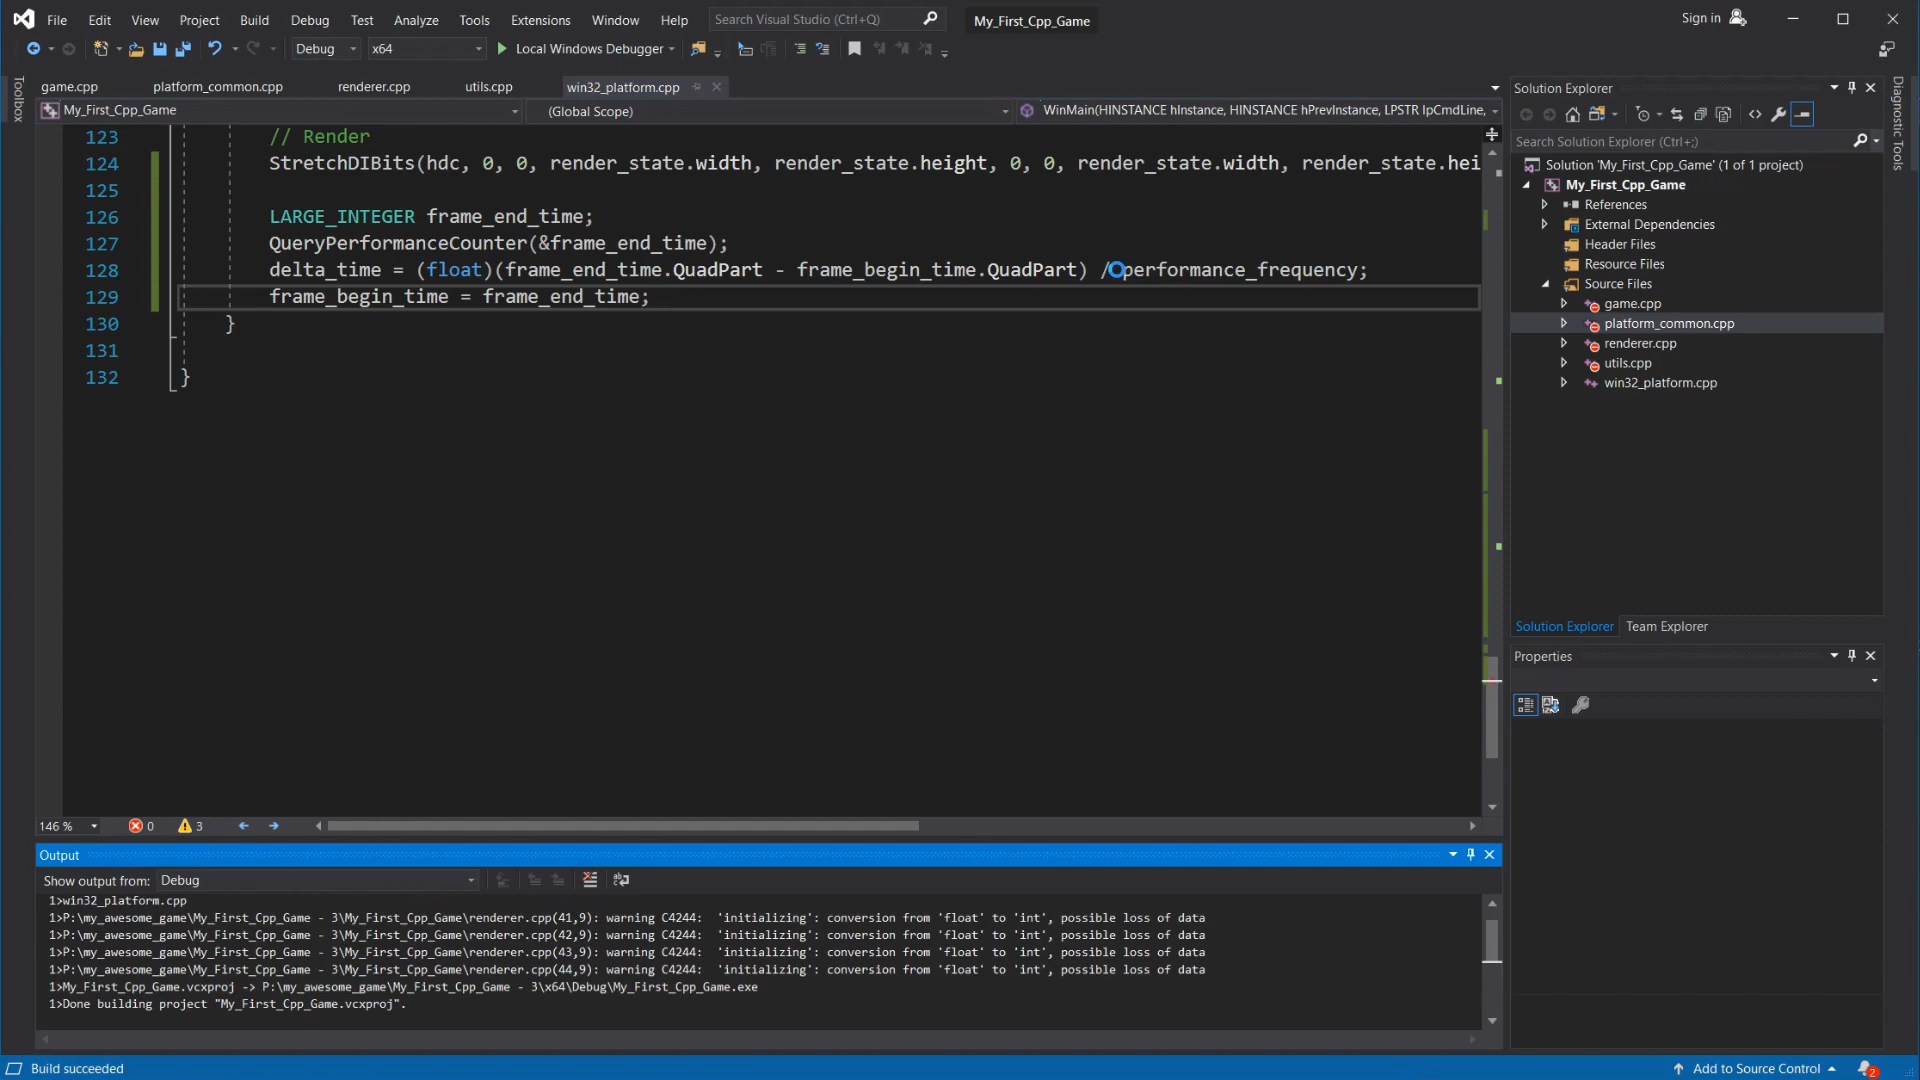 File Edit View Project Build Debug Test Analyze Tools Extensions Window Help Search Visual Studio (Ctrl+Q) My_First_Cpp_Game Sign in
Debug x64 Local Windows Debugger
Toolbox
game.cpp platform_common.cpp renderer.cpp utils.cpp win32_platform.cpp
My_First_Cpp_Game (Global Scope) WinMain(HINSTANCE hInstance, HINSTANCE hPrevInstance, LPSTR lpCmdLine,
123 // Render
124 StretchDIBits(hdc, 0, 0, render_state.width, render_state.height, 0, 0, render_state.width, render_state.hei
125
126 LARGE_INTEGER frame_end_time;
127 QueryPerformanceCounter(&frame_end_time);
128 delta_time = (float)(frame_end_time.QuadPart - frame_begin_time.QuadPart) / performance_frequency;
129 frame_begin_time = frame_end_time;
130 }
131
132 }
146 % 0 3
Output
Show output from: Debug
1>win32_platform.cpp
1>P:\my_awesome_game\My_First_Cpp_Game - 3\My_First_Cpp_Game\renderer.cpp(41,9): warning C4244: 'initializing': conversion from 'float' to 'int', possible loss of data
1>P:\my_awesome_game\My_First_Cpp_Game - 3\My_First_Cpp_Game\renderer.cpp(42,9): warning C4244: 'initializing': conversion from 'float' to 'int', possible loss of data
1>P:\my_awesome_game\My_First_Cpp_Game - 3\My_First_Cpp_Game\renderer.cpp(43,9): warning C4244: 'initializing': conversion from 'float' to 'int', possible loss of data
1>P:\my_awesome_game\My_First_Cpp_Game - 3\My_First_Cpp_Game\renderer.cpp(44,9): warning C4244: 'initializing': conversion from 'float' to 'int', possible loss of data
1>My_First_Cpp_Game.vcxproj -> P:\my_awesome_game\My_First_Cpp_Game - 3\x64\Debug\My_First_Cpp_Game.exe
1>Done building project "My_First_Cpp_Game.vcxproj".
Solution Explorer
Search Solution Explorer (Ctrl+;)
Solution 'My_First_Cpp_Game' (1 of 1 project)
My_First_Cpp_Game
References
External Dependencies
Header Files
Resource Files
Source Files
game.cpp
platform_common.cpp
renderer.cpp
utils.cpp
win32_platform.cpp
Solution Explorer Team Explorer
Properties
Diagnostic Tools
Build succeeded Add to Source Control 2